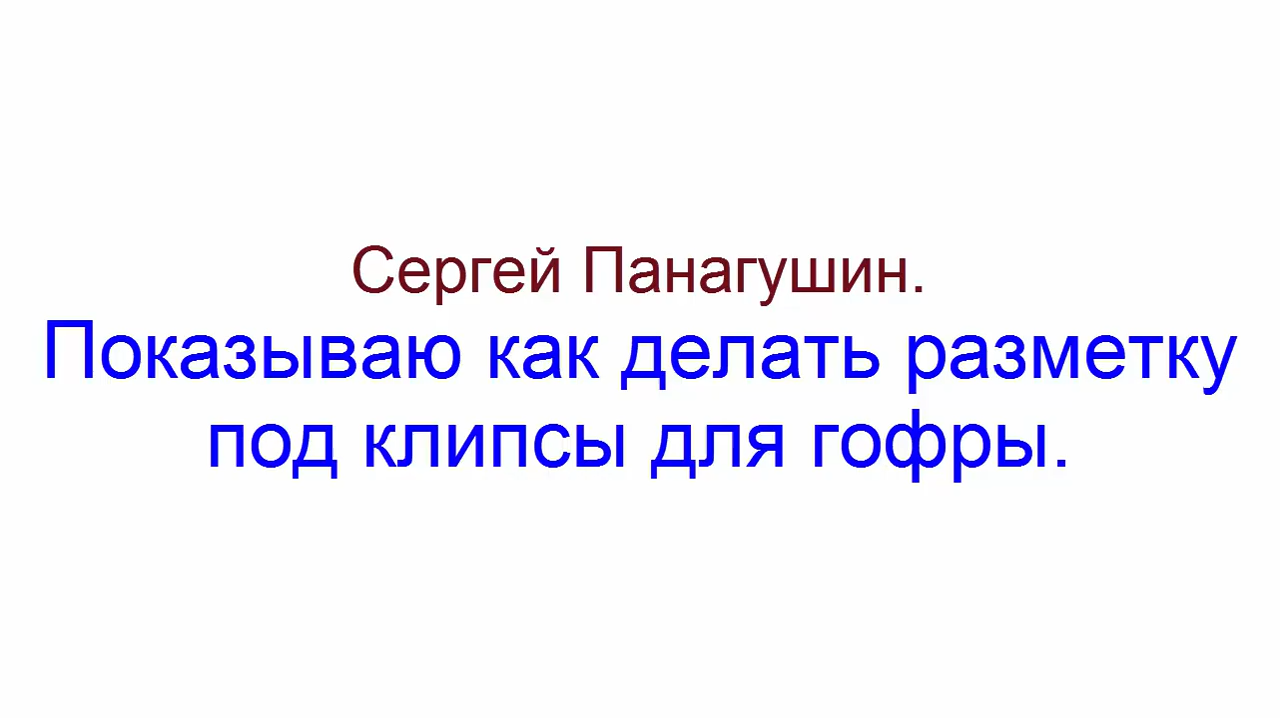 Сергей Панагушин.
Показываю как делать разметку
под клипсы для гофры.